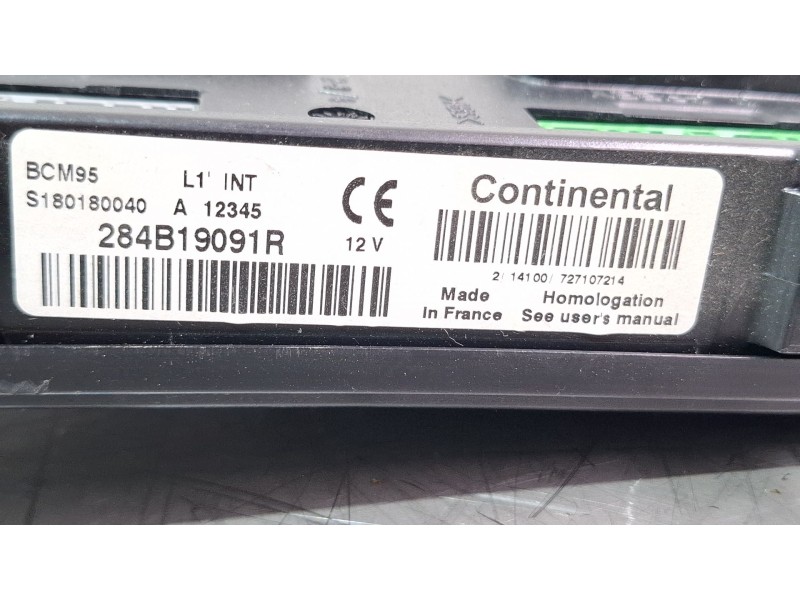 BCM95 L1' INT
S180180040 A 12345
284B19091R
CE
12 V
Continental
2/ 14100/ 727107214
Made
In France
Homologation
See user's manual